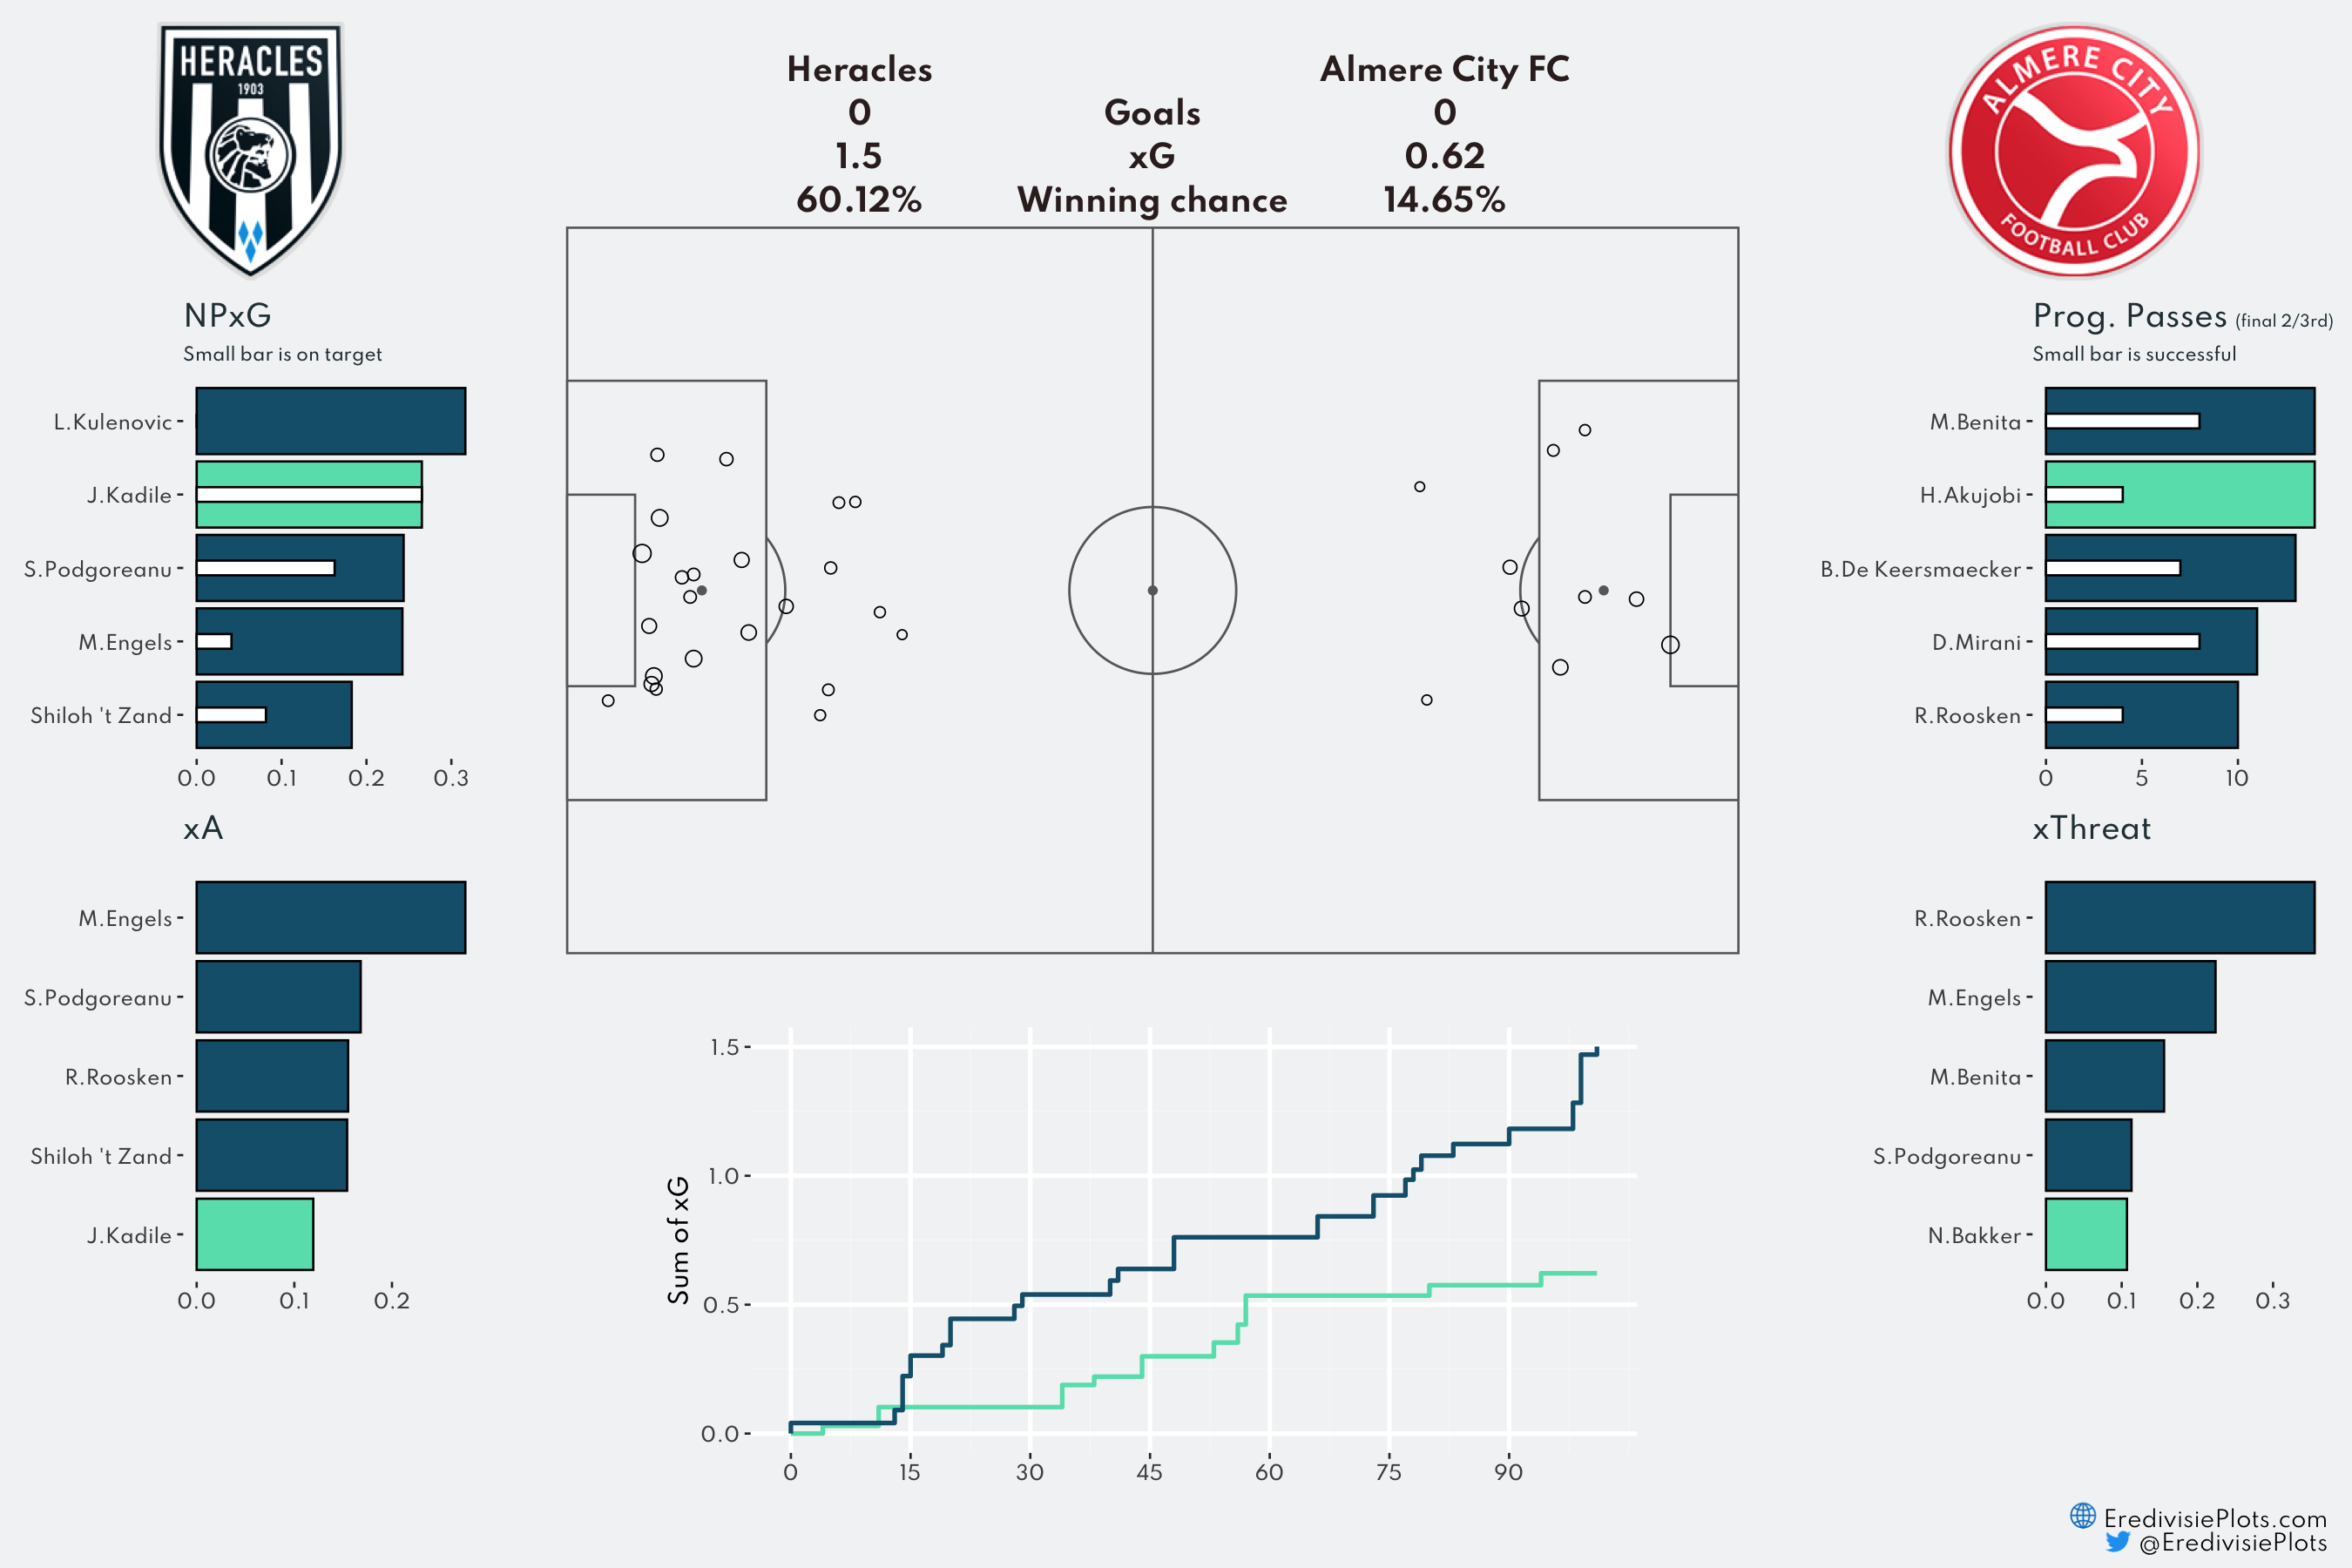 HERACLES
1903
Heracles Almere City FC
0 Goals 0
1.5 xG 0.62
60.12% Winning chance 14.65%
ALMERE CITY
FOOTBALL CLUB
NPxG
Small bar is on target
L.Kulenovic
J.Kadile
S.Podgoreanu
M.Engels
Shiloh 't Zand
0.0 0.1 0.2 0.3
Prog. Passes (final 2/3rd)
Small bar is successful
M.Benita
H.Akujobi
B.De Keersmaecker
D.Mirani
R.Roosken
0 5 10
xA
M.Engels
S.Podgoreanu
R.Roosken
Shiloh 't Zand
J.Kadile
0.0 0.1 0.2
Sum of xG
1.5
1.0
0.5
0.0
0 15 30 45 60 75 90
xThreat
R.Roosken
M.Engels
M.Benita
S.Podgoreanu
N.Bakker
0.0 0.1 0.2 0.3
EredivisiePlots.com
@EredivisiePlots